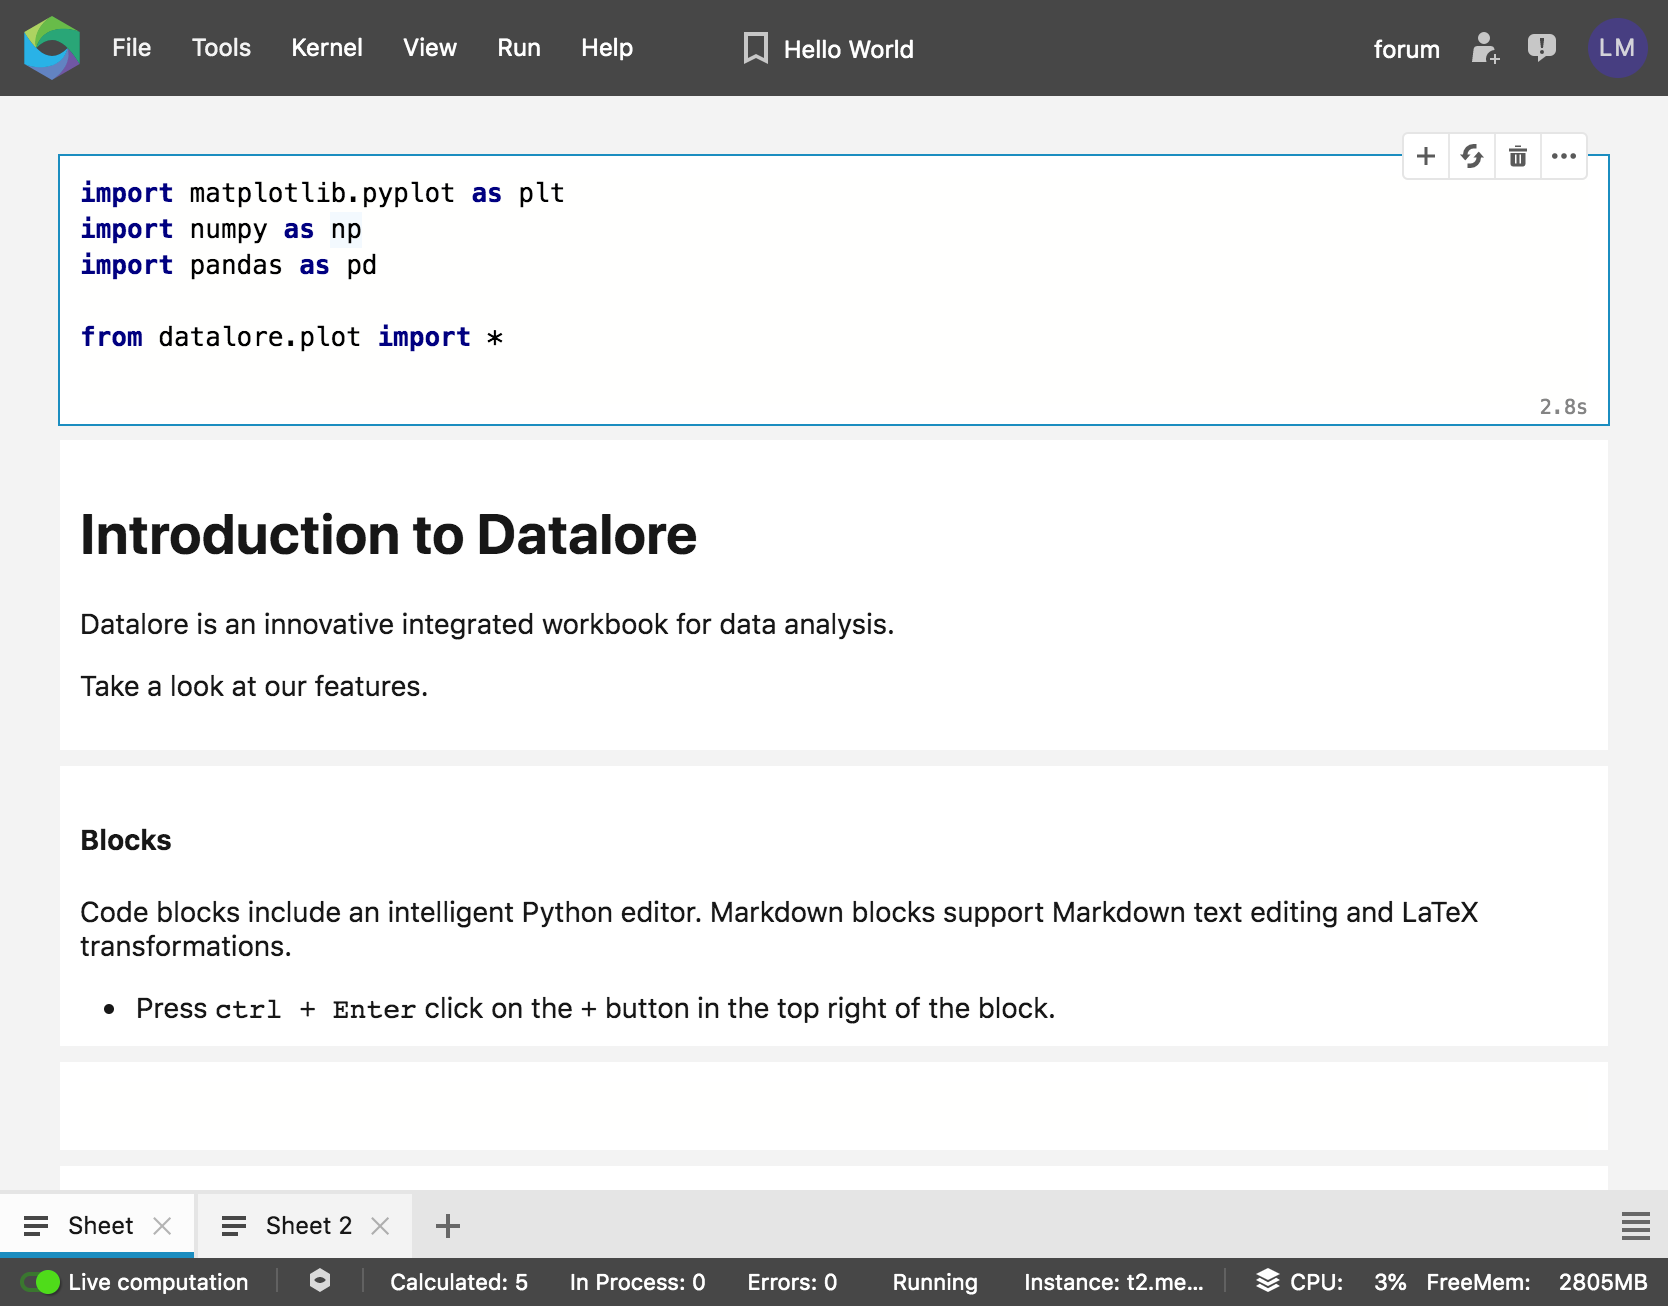 File Tools Kernel View Run Help Hello World forum LM
import matplotlib.pyplot as plt
import numpy as np
import pandas as pd
from datalore.plot import *
2.8s
Introduction to Datalore
Datalore is an innovative integrated workbook for data analysis.
Take a look at our features.
Blocks
Code blocks include an intelligent Python editor. Markdown blocks support Markdown text editing and LaTeX
transformations.
• Press ctrl + Enter click on the + button in the top right of the block.
Sheet Sheet 2
Live computation Calculated: 5 In Process: 0 Errors: 0 Running Instance: t2.me... CPU: 3% FreeMem: 2805MB